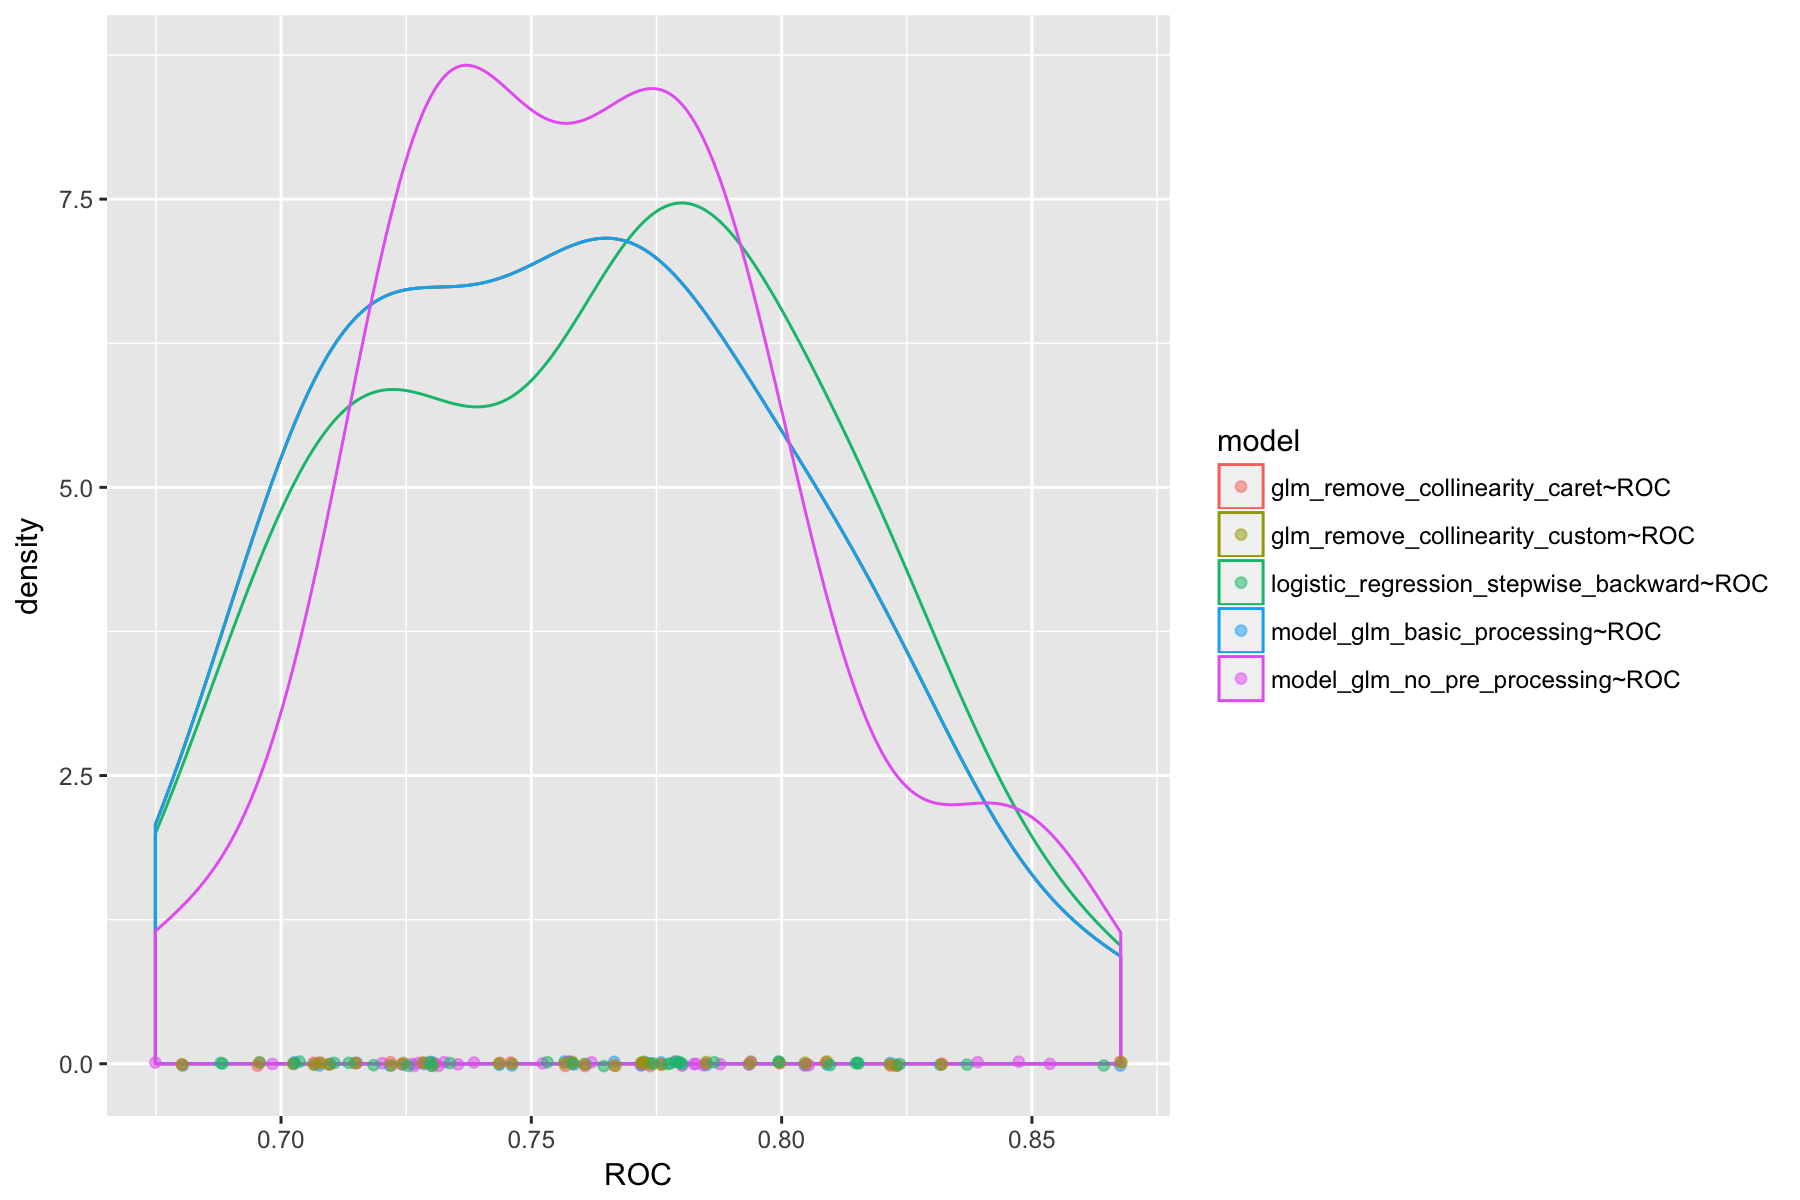 density
7.5
5.0
2.5
0.0
0.70
0.75
0.80
0.85
ROC
model
glm_remove_collinearity_caret~ROC
glm_remove_collinearity_custom~ROC
logistic_regression_stepwise_backward~ROC
model_glm_basic_processing~ROC
model_glm_no_pre_processing~ROC